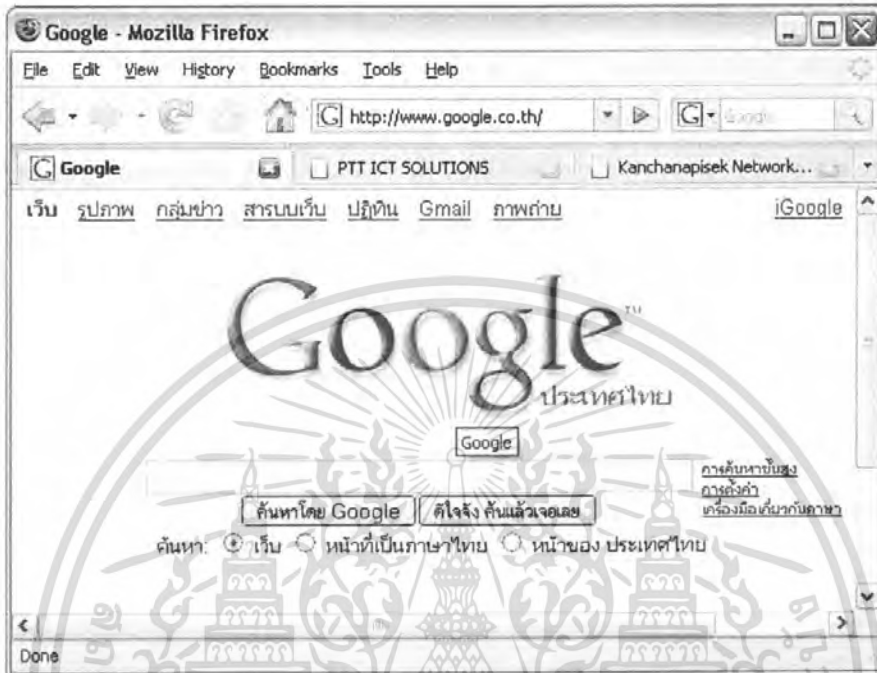 Google - Mozilla Firefox
File Edit View History Bookmarks Tools Help
G http://www.google.co.th/ G Google
G Google PTT ICT SOLUTIONS Kanchanapisek Network...
เว็บ รูปภาพ กลุ่มข่าว สารบบเว็บ ปฏิทิน Gmail ภาพถ่าย iGoogle
Google™
ประเทศไทย
Google
การค้นหาขั้นสูง
การตั้งค่า
ค้นหาโดย Google ดีใจจัง ค้นแล้วเจอเลย เครื่องมือเกี่ยวกับภาษา
ค้นหา: เว็บ หน้าที่เป็นภาษาไทย หน้าของ ประเทศไทย
Done